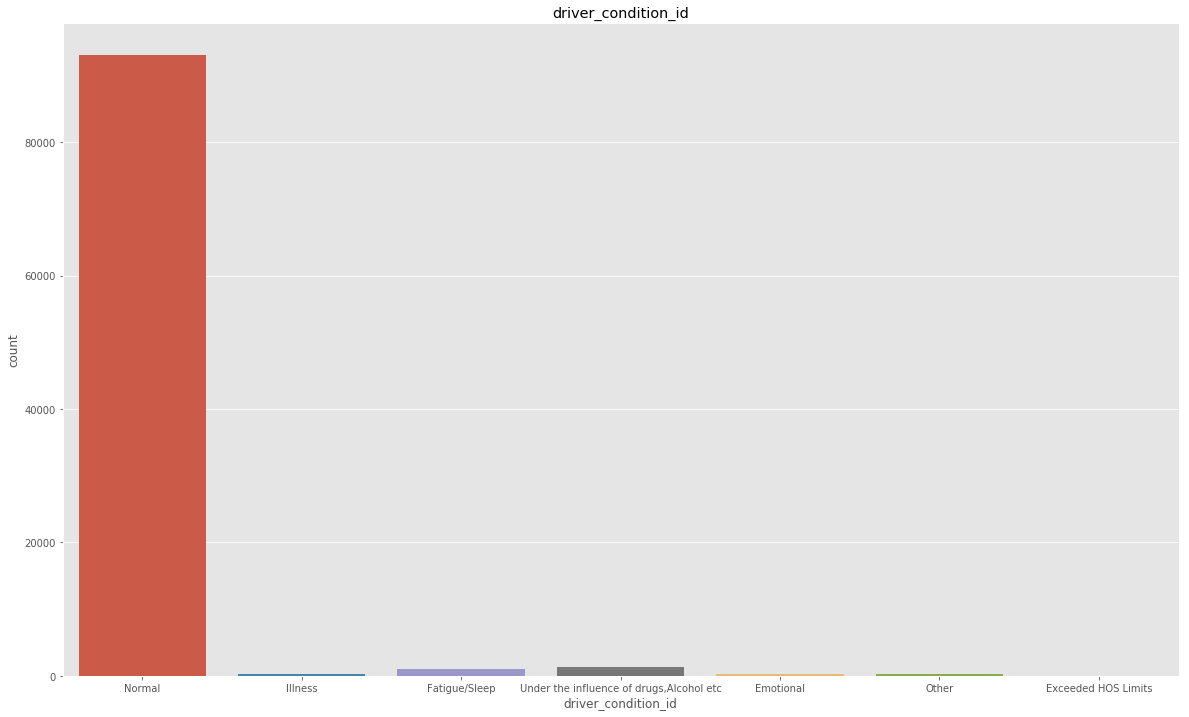 driver_condition_id
count
80000
60000
40000
20000
0
Normal Illness Fatigue/Sleep Under the influence of drugs,Alcohol etc Emotional Other Exceeded HOS Limits
driver_condition_id